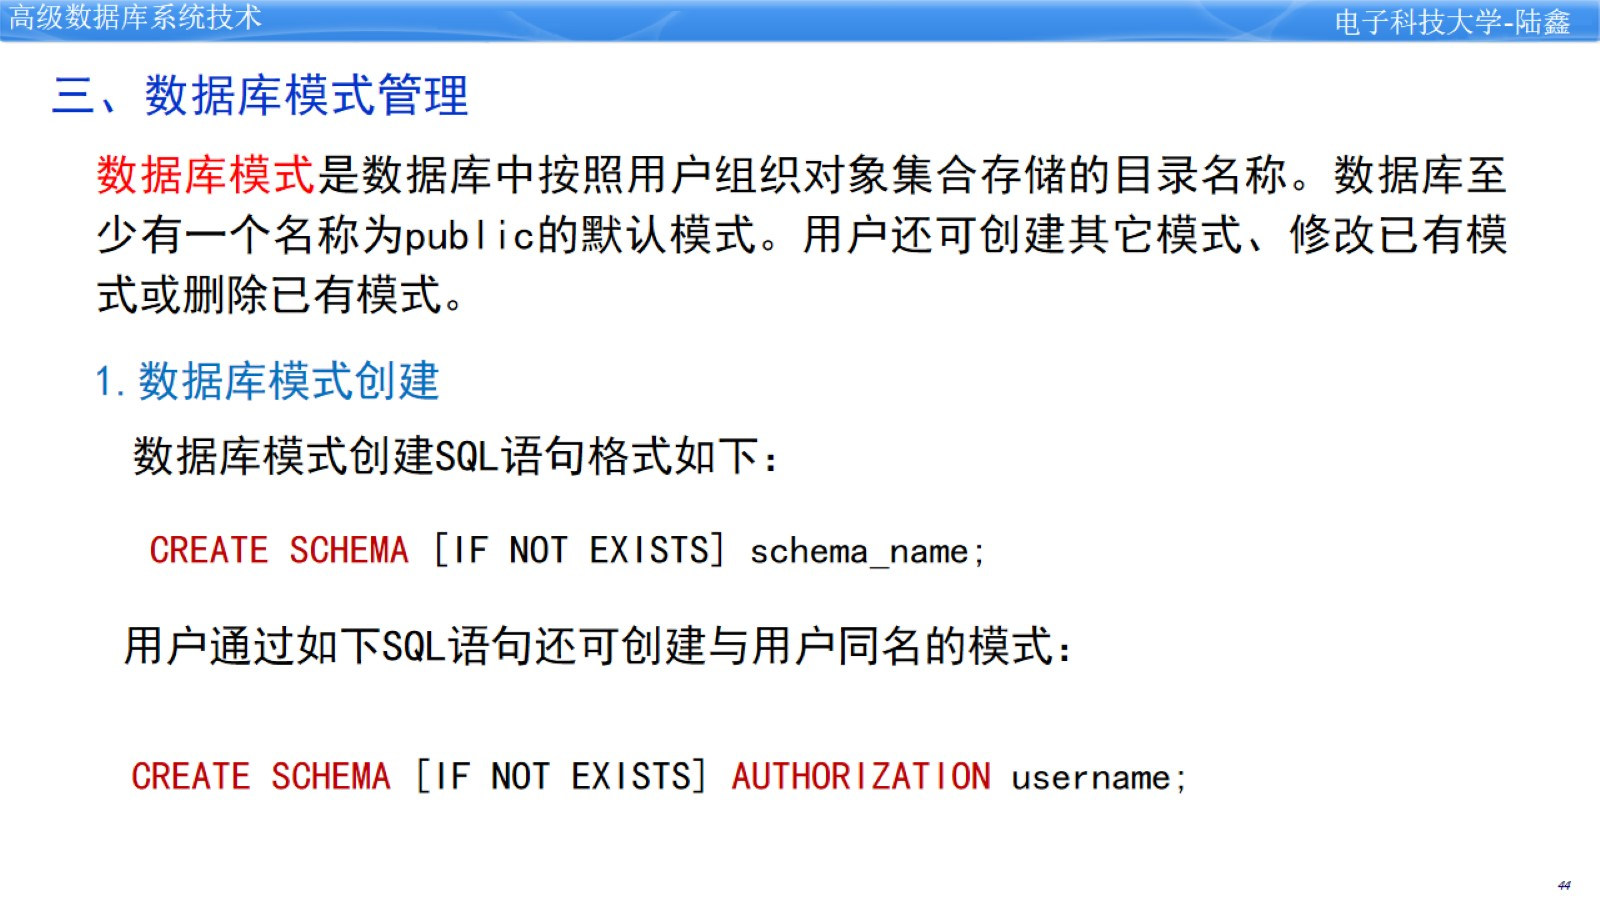 高级数据库系统技术
电子科技大学-陆鑫
三、数据库模式管理
数据库模式是数据库中按照用户组织对象集合存储的目录名称。数据库至
少有一个名称为public的默认模式。用户还可创建其它模式、修改已有模
式或删除已有模式。
1.数据库模式创建
数据库模式创建SQL语句格式如下：
CREATE SCHEMA [IF NOT EXISTS] schema_name;
用户通过如下SQL语句还可创建与用户同名的模式：
CREATE SCHEMA [IF NOT EXISTS] AUTHORIZATION username;
44